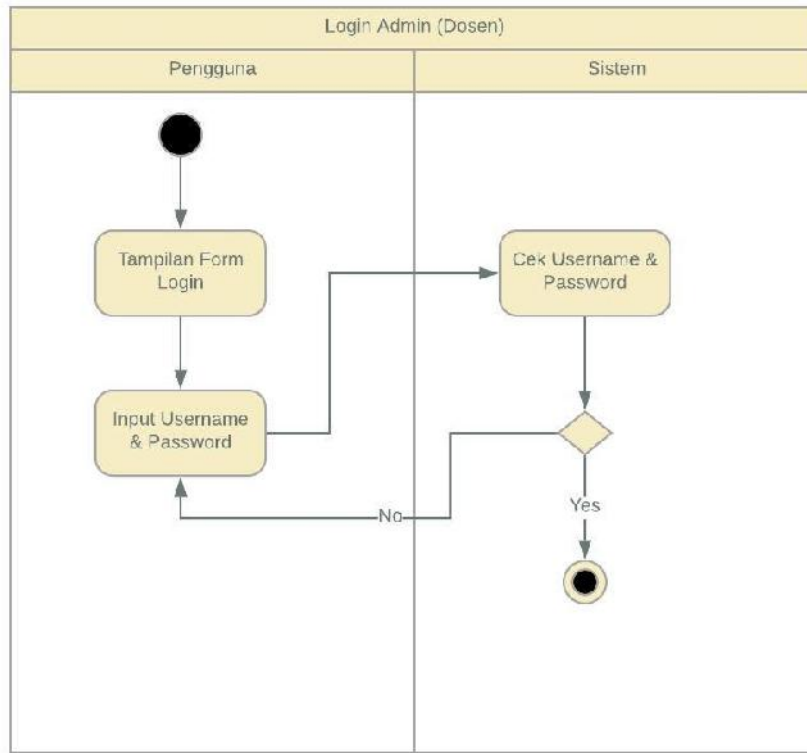 Login Admin (Dosen)
Pengguna
Sistem
Tampilan Form
Login
Cek Username &
Password
Input Username
& Password
No
Yes